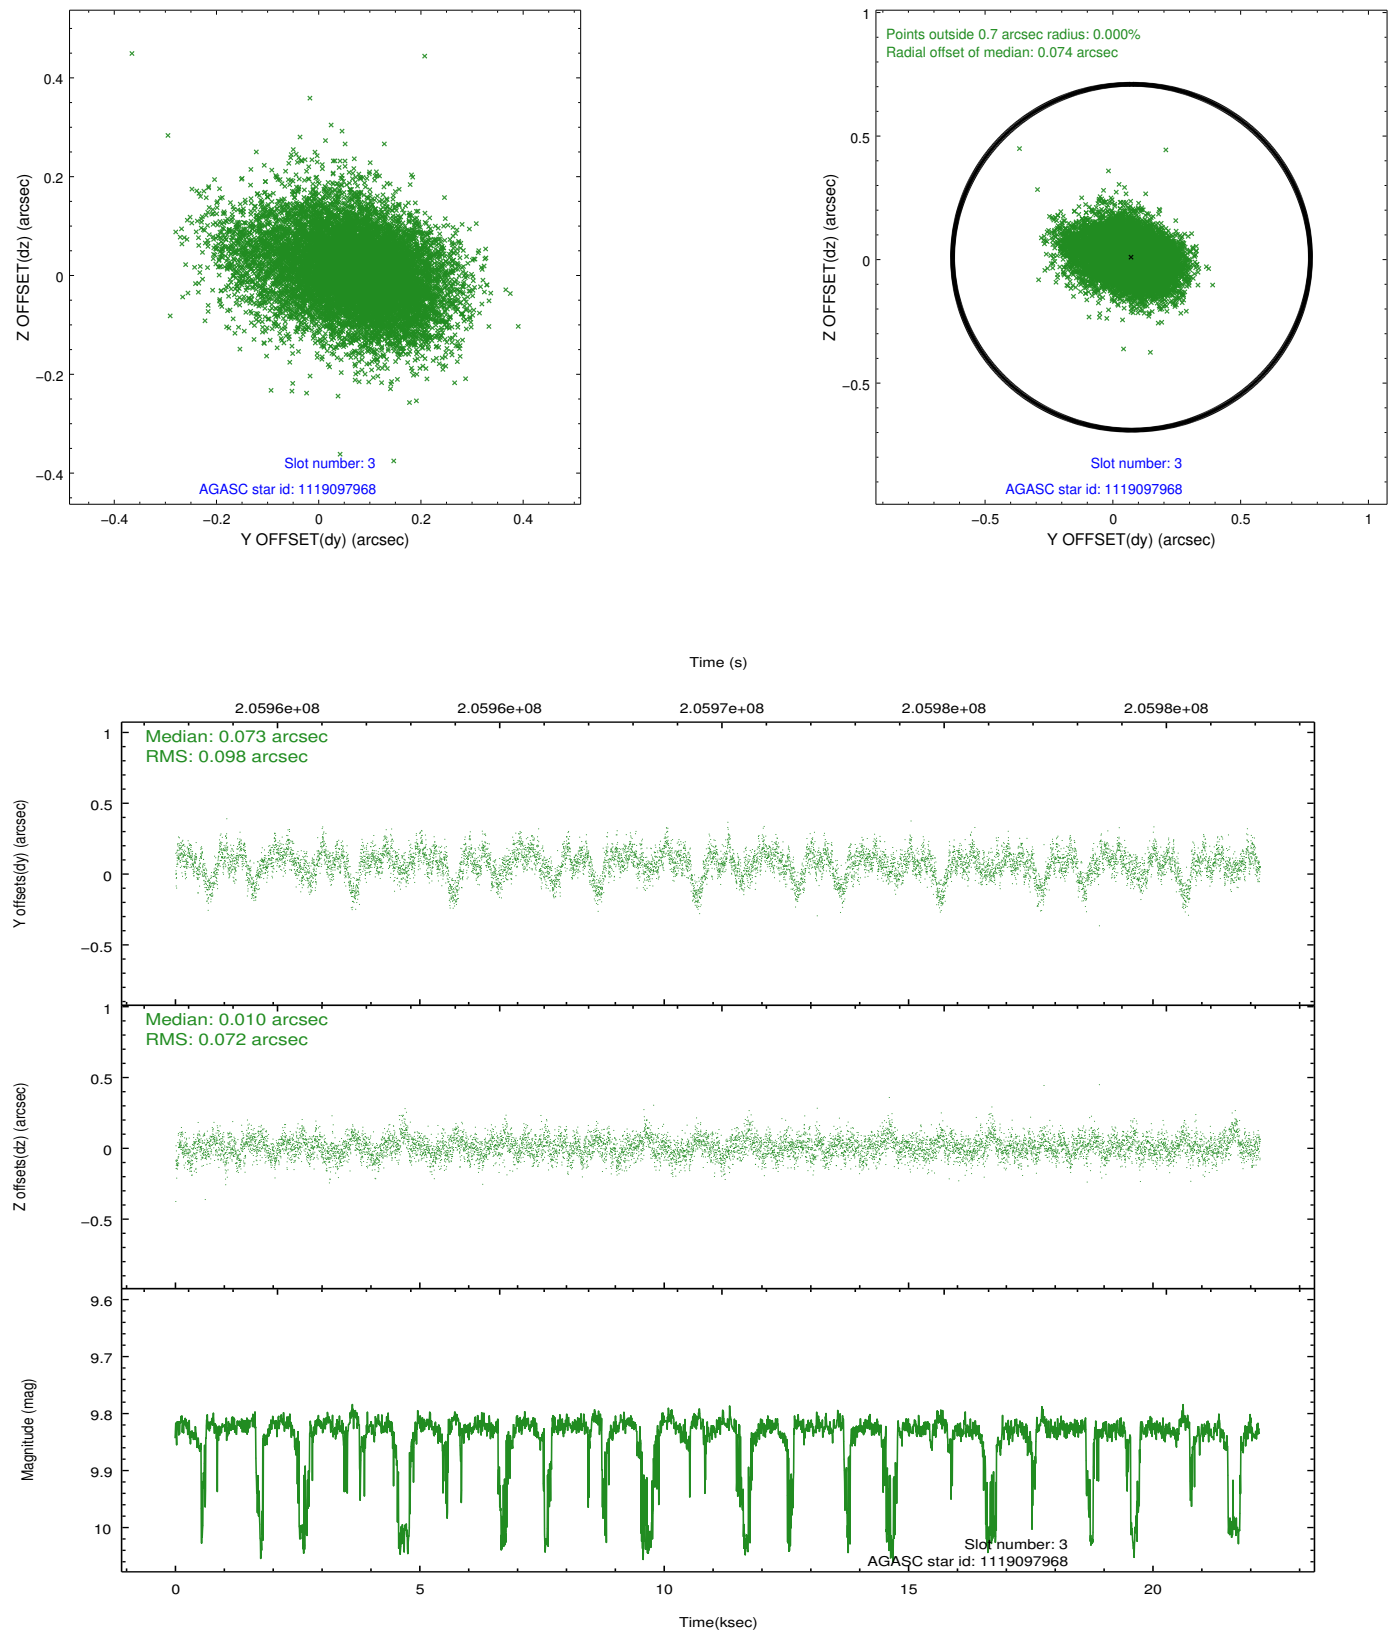 Z OFFSET(dz) (arcsec)
0.4
0.2
0
−0.2
−0.4
Slot number: 3
AGASC star id: 1119097968
−0.4
−0.2
0
0.2
0.4
Y OFFSET(dy) (arcsec)
Points outside 0.7 arcsec radius: 0.000%
Radial offset of median: 0.074 arcsec
Z OFFSET(dz) (arcsec)
1
0.5
0
−0.5
Slot number: 3
AGASC star id: 1119097968
−0.5
0
0.5
1
Y OFFSET(dy) (arcsec)
Time (s)
2.0596e+08
2.0596e+08
2.0597e+08
2.0598e+08
2.0598e+08
Median: 0.073 arcsec
RMS: 0.098 arcsec
Y offsets(dy) (arcsec)
1
0.5
0
−0.5
Median: 0.010 arcsec
RMS: 0.072 arcsec
Z offsets(dz) (arcsec)
1
0.5
0
−0.5
Magnitude (mag)
9.6
9.7
9.8
9.9
10
Slot number: 3
AGASC star id: 1119097968
0
5
10
15
20
Time(ksec)